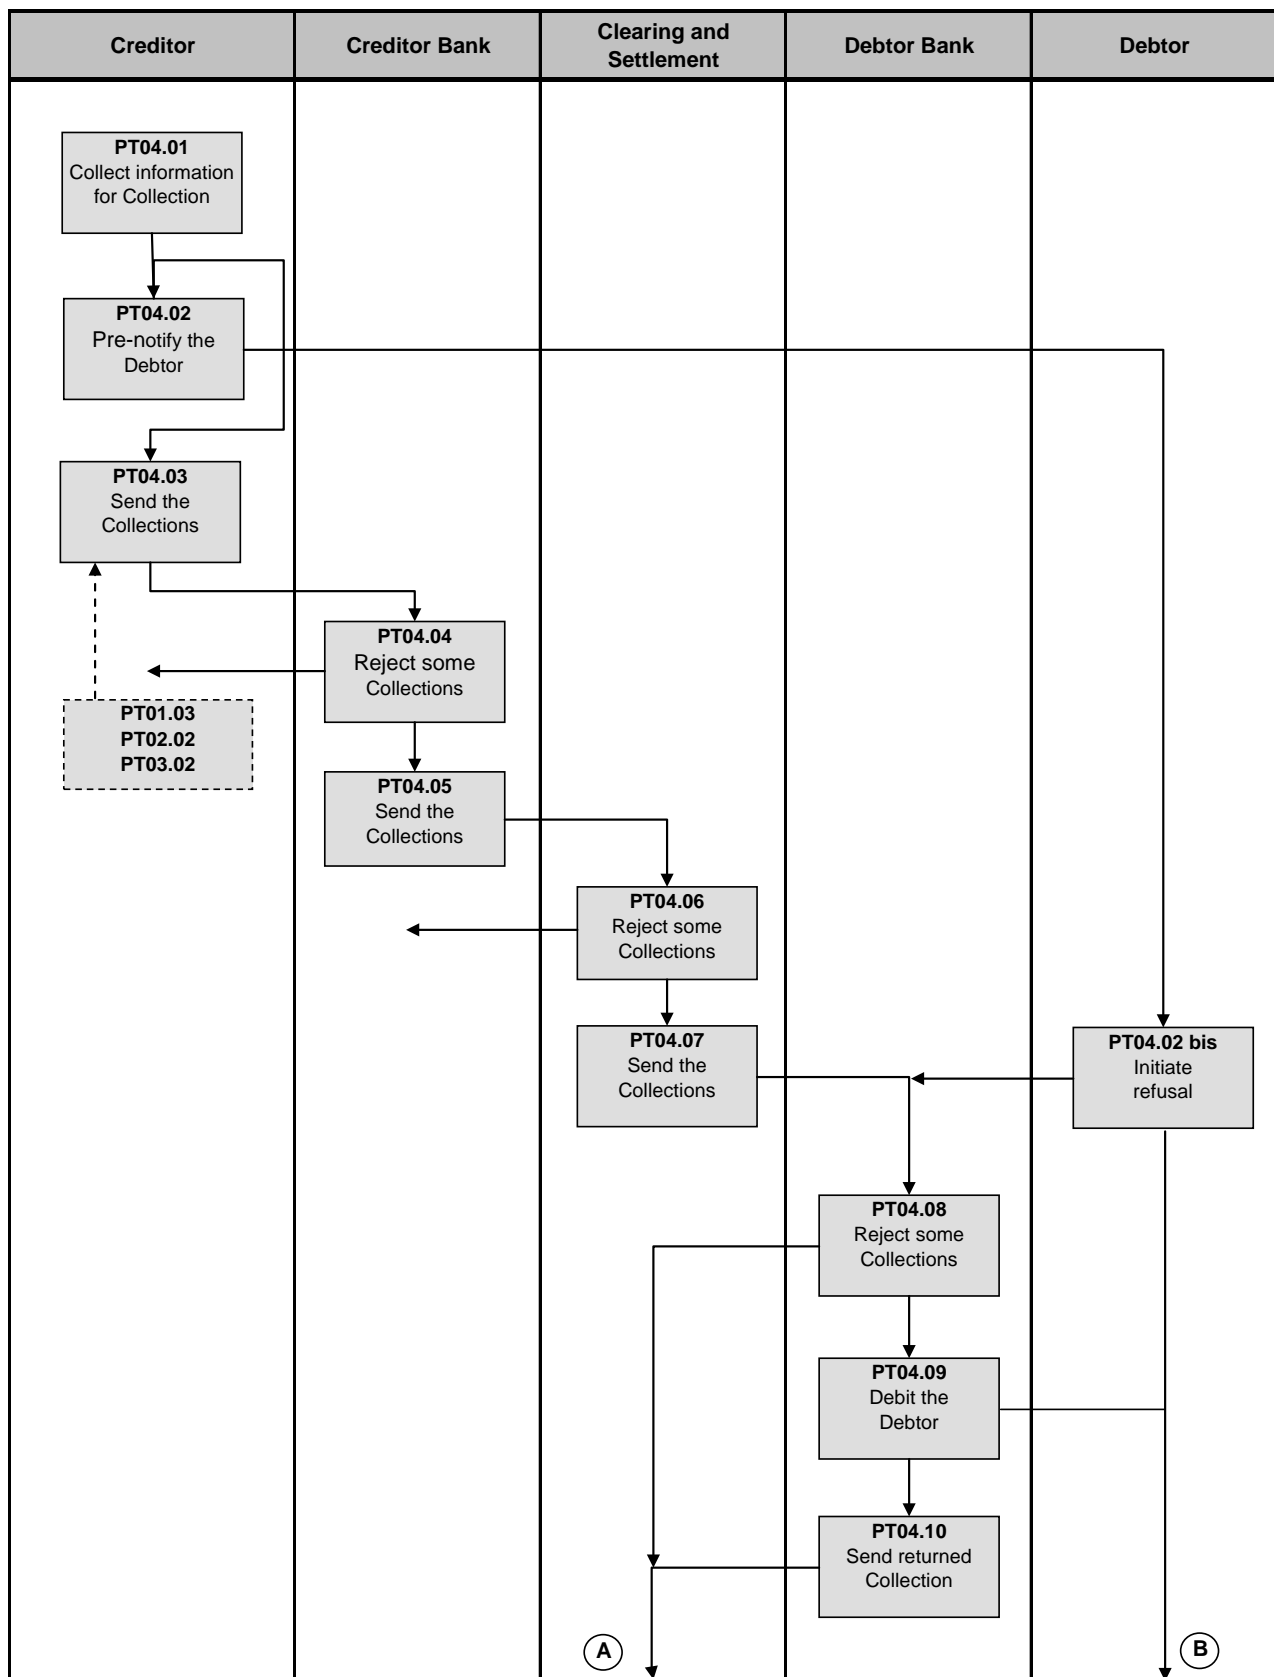 Creditor
Creditor Bank
Clearing and
Settlement
Debtor Bank
Debtor
PT04.01
Collect information
for Collection
PT04.02
Pre-notify the
Debtor
PT04.03
Send the
Collections
PT04.04
Reject some
Collections
PT01.03
PT02.02
PT03.02
PT04.05
Send the
Collections
PT04.06
Reject some
Collections
PT04.07
Send the
Collections
PT04.02 bis
Initiate
refusal
PT04.08
Reject some
Collections
PT04.09
Debit the
Debtor
PT04.10
Send returned
Collection
A
B